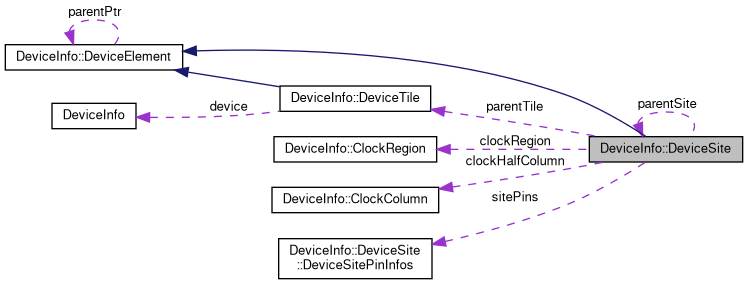 parentPtr
DeviceInfo::DeviceElement
DeviceInfo
device
DeviceInfo::DeviceTile
parentTile
parentSite
DeviceInfo::ClockRegion
clockRegion
DeviceInfo::DeviceSite
clockHalfColumn
DeviceInfo::ClockColumn
sitePins
DeviceInfo::DeviceSite
::DeviceSitePinInfos